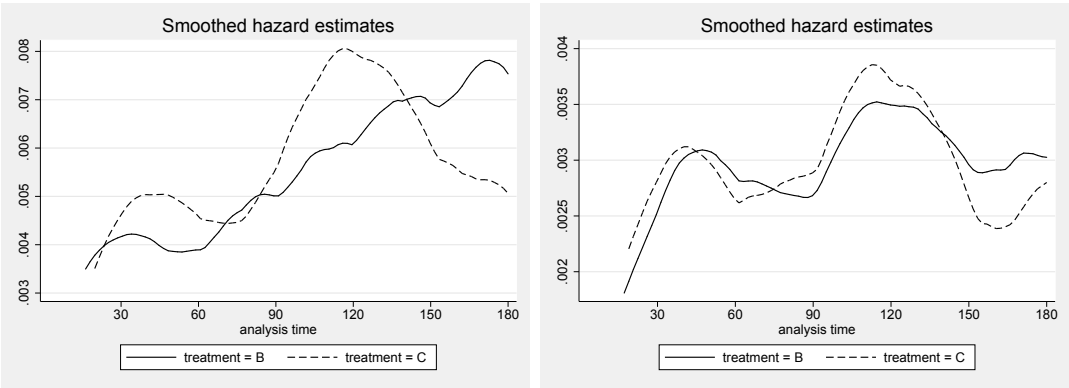 Smoothed hazard estimates
.008
.007
.006
.005
.004
.003
30 60 90 120 150 180
analysis time
treatment = B treatment = C
Smoothed hazard estimates
.004
.0035
.003
.0025
.002
30 60 90 120 150 180
analysis time
treatment = B treatment = C